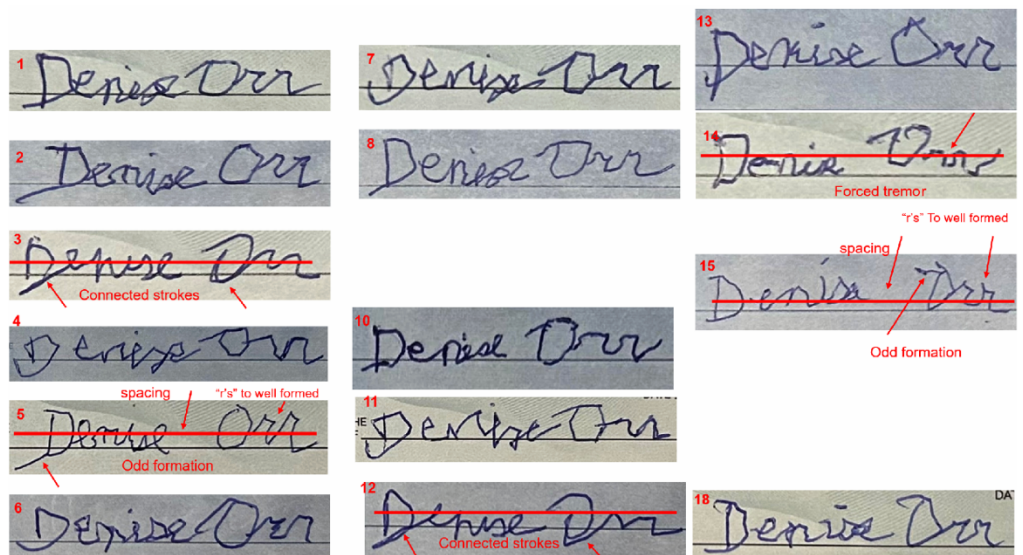 1 Denise Orr
2 Denise Orr
3 Denise Orr
Connected strokes
4 Denise Orr
spacing "r's" to well formed
5 Denise Orr
Odd formation
6 Denise Orr
7 Denise Orr
8 Denise Orr
10 Denise Orr
11 HE Denise Orr
12 Denise Orr
Connected strokes
13 Denise Orr
14 Denise Orr
Forced tremor
"r's" To well formed
spacing
15 Denise Orr
Odd formation
18 Denise Orr DAT